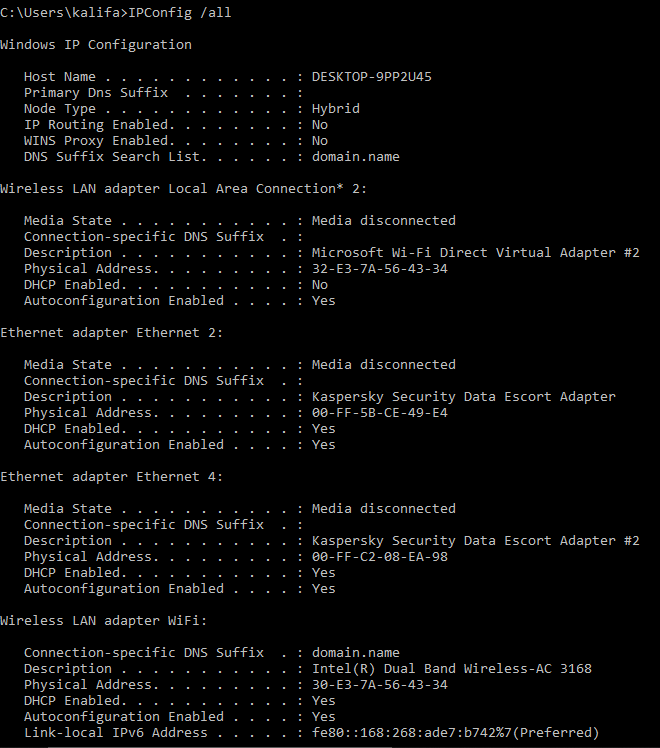 C:\Users\kalifa>IPConfig /all
Windows IP Configuration
Host Name . . . . . . . . . . . . : DESKTOP-9PP2U45
Primary Dns Suffix  . . . . . . . :
Node Type . . . . . . . . . . . . : Hybrid
IP Routing Enabled. . . . . . . . : No
WINS Proxy Enabled. . . . . . . . : No
DNS Suffix Search List. . . . . . : domain.name
Wireless LAN adapter Local Area Connection* 2:
Media State . . . . . . . . . . . : Media disconnected
Connection-specific DNS Suffix  . :
Description . . . . . . . . . . . : Microsoft Wi-Fi Direct Virtual Adapter #2
Physical Address. . . . . . . . . : 32-E3-7A-56-43-34
DHCP Enabled. . . . . . . . . . . : No
Autoconfiguration Enabled . . . . : Yes
Ethernet adapter Ethernet 2:
Media State . . . . . . . . . . . : Media disconnected
Connection-specific DNS Suffix  . :
Description . . . . . . . . . . . : Kaspersky Security Data Escort Adapter
Physical Address. . . . . . . . . : 00-FF-5B-CE-49-E4
DHCP Enabled. . . . . . . . . . . : Yes
Autoconfiguration Enabled . . . . : Yes
Ethernet adapter Ethernet 4:
Media State . . . . . . . . . . . : Media disconnected
Connection-specific DNS Suffix  . :
Description . . . . . . . . . . . : Kaspersky Security Data Escort Adapter #2
Physical Address. . . . . . . . . : 00-FF-C2-08-EA-98
DHCP Enabled. . . . . . . . . . . : Yes
Autoconfiguration Enabled . . . . : Yes
Wireless LAN adapter WiFi:
Connection-specific DNS Suffix  . : domain.name
Description . . . . . . . . . . . : Intel(R) Dual Band Wireless-AC 3168
Physical Address. . . . . . . . . : 30-E3-7A-56-43-34
DHCP Enabled. . . . . . . . . . . : Yes
Autoconfiguration Enabled . . . . : Yes
Link-local IPv6 Address . . . . . : fe80::168:268:ade7:b742%7(Preferred)